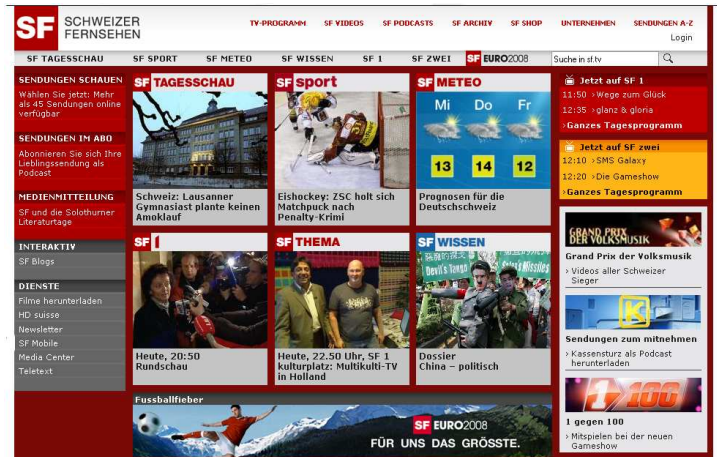 SF SCHWEIZER
FERNSEHEN
TV-PROGRAMM SF VIDEOS SF PODCASTS SF ARCHIV SF SHOP UNTERNEHMEN SENDUNGEN A-Z
Login
SF TAGESSCHAU SF SPORT SF METEO SF WISSEN SF 1 SF ZWEI SF EURO2008 Suche in sf.tv
SENDUNGEN SCHAUEN
Wählen Sie jetzt: Mehr
als 45 Sendungen online
verfügbar
SENDUNGEN IM ABO
Abonnieren Sie sich Ihre
Lieblingssendung als
Podcast
MEDIENMITTEILUNG
SF und die Solothurner
Literaturtage
INTERAKTIV
SF Blogs
DIENSTE
Filme herunterladen
HD suisse
Newsletter
SF Mobile
Media Center
Teletext
SF TAGESSCHAU
Schweiz: Lausanner
Gymnasiast plante keinen
Amoklauf
SF sport
Eishockey: ZSC holt sich
Matchpuck nach
Penalty-Krimi
SF METEO
Mi Do Fr
13 14 12
Prognosen für die
Deutschschweiz
SF 1
Heute, 20:50
Rundschau
SF THEMA
Heute, 22.50 Uhr, SF 1
kulturplatz: Multikulti-TV
in Holland
SF WISSEN
Devil's Tango
Missiles
Dossier
China – politisch
Fussballfieber
SF EURO2008
FÜR UNS DAS GRÖSSTE.
Jetzt auf SF 1
11:50 ›Wege zum Glück
12:35 ›glanz & gloria
›Ganzes Tagesprogramm
Jetzt auf SF zwei
12:10 ›SMS Galaxy
12:20 ›Die Gameshow
›Ganzes Tagesprogramm
GRAND PRIX
DER VOLKSMUSIK
Grand Prix der Volksmusik
› Videos aller Schweizer
Sieger
K
Sendungen zum mitnehmen
› Kassensturz als Podcast
herunterladen
1 100
1 gegen 100
› Mitspielen bei der neuen
Gameshow